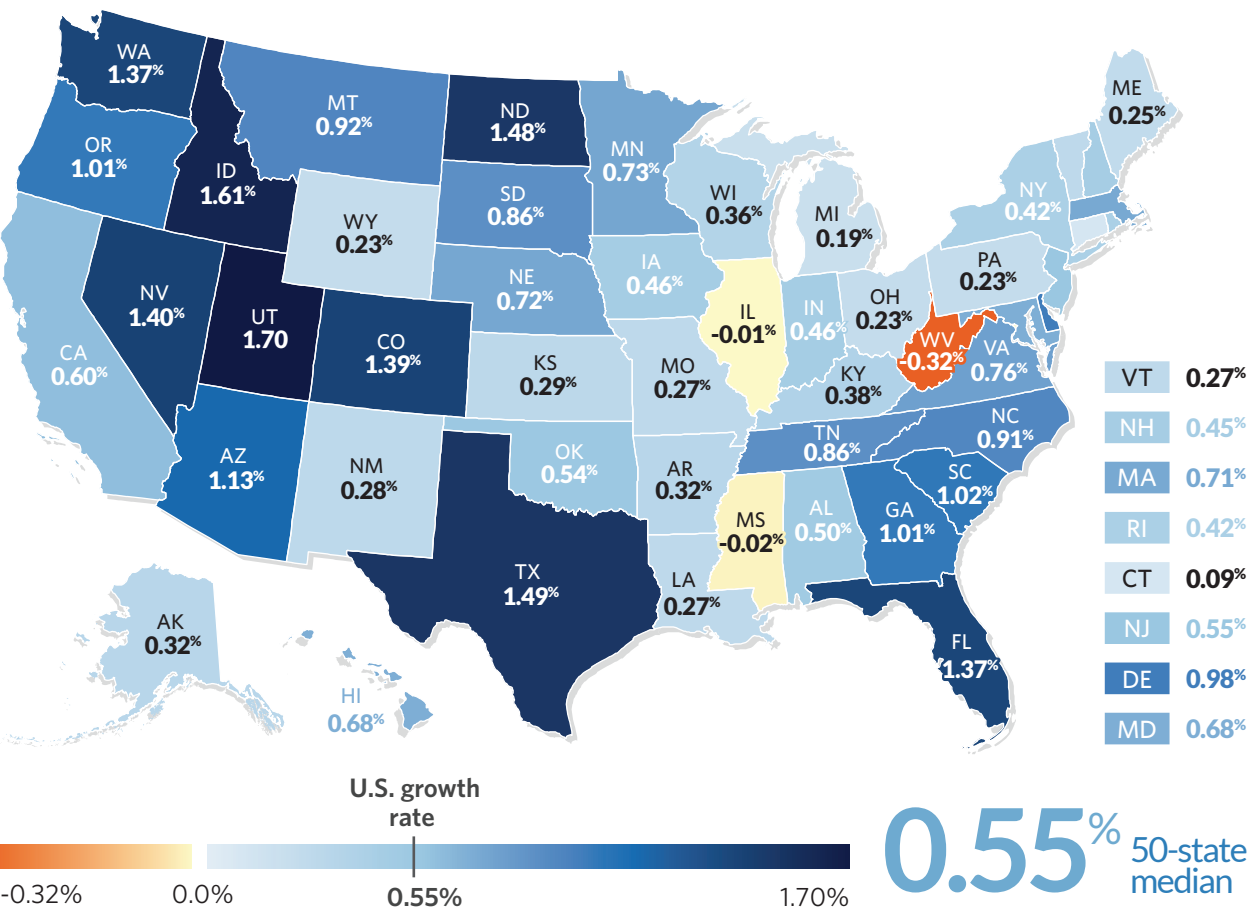 WA
1.37%
MT
0.92%
ND
1.48%
MN
0.73%
ME
0.25%
OR
1.01%
ID
1.61%
SD
0.86%
WI
0.36%
MI
0.19%
NY
0.42%
WY
0.23%
IA
0.46%
PA
0.23%
NE
0.72%
NV
1.40%
UT
1.70
CO
1.39%
IL
-0.01%
IN
0.46%
OH
0.23%
WV
-0.32%
VA
0.76%
CA
0.60%
KS
0.29%
MO
0.27%
KY
0.38%
VT 0.27%
NH 0.45%
MA 0.71%
RI 0.42%
CT 0.09%
NJ 0.55%
DE 0.98%
MD 0.68%
TN
0.86%
NC
0.91%
AZ
1.13%
NM
0.28%
OK
0.54%
AR
0.32%
SC
1.02%
MS
-0.02%
AL
0.50%
GA
1.01%
TX
1.49%
LA
0.27%
FL
1.37%
AK
0.32%
HI
0.68%
U.S. growth
rate
-0.32%
0.0%
0.55%
1.70%
0.55%
50-state
median